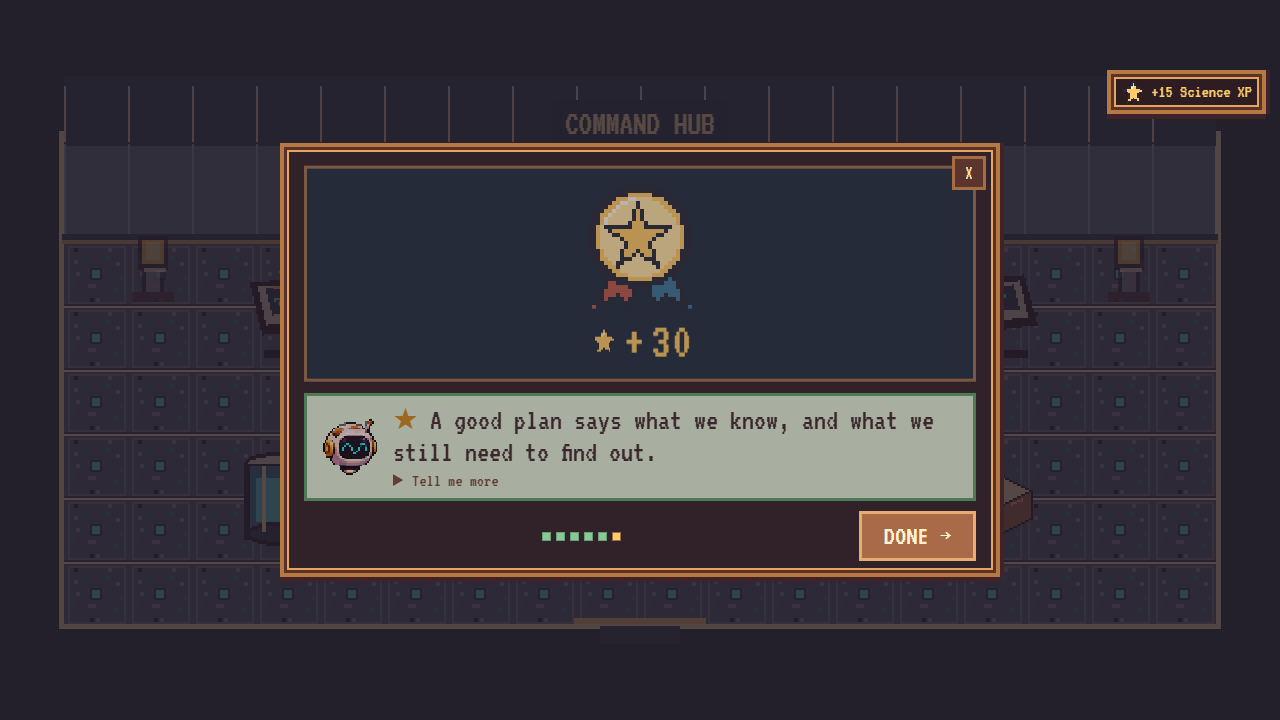 +15 Science XP
COMMAND HUB
X
+30
A good plan says what we know, and what we
still need to find out.
Tell me more
DONE →